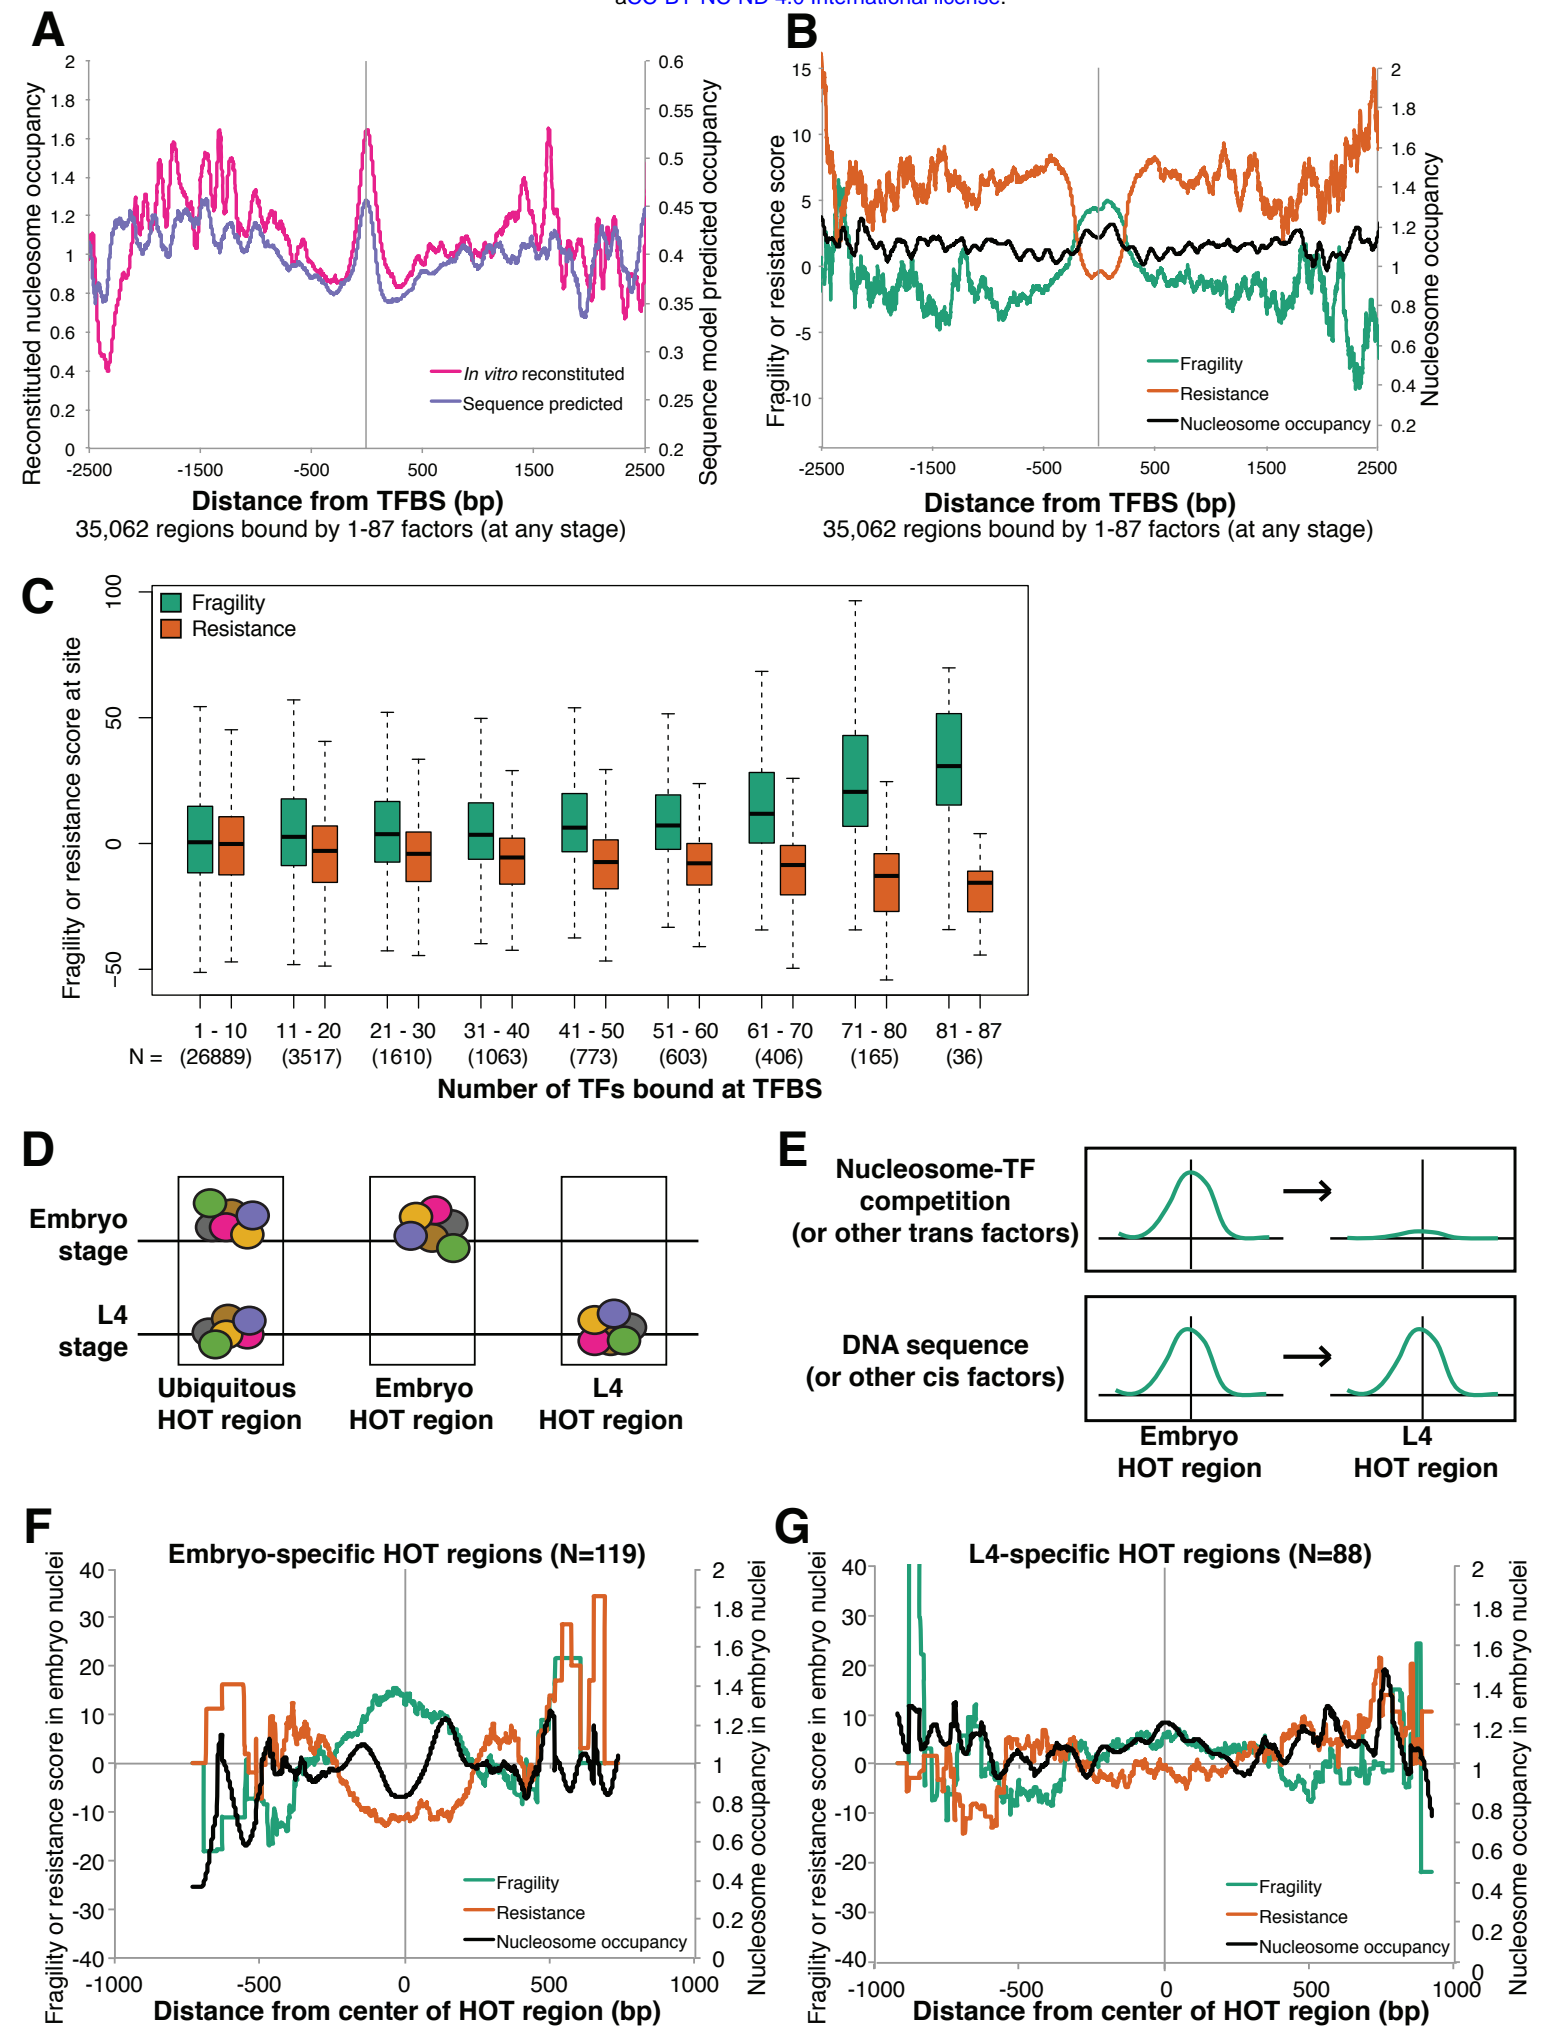 aCC-BY-NC-ND 4.0 International license.
A
Reconstituted nucleosome occupancy
2
1.8
1.6
1.4
1.2
1
0.8
0.6
0.4
0.2
0
0.6
0.55
0.5
0.45
0.4
0.35
0.3
0.25
0.2
Sequence model predicted occupancy
In vitro reconstituted
Sequence predicted
-2500 -1500 -500 500 1500 2500
Distance from TFBS (bp)
35,062 regions bound by 1-87 factors (at any stage)
B
Fragility or resistance score
15
10
5
0
-5
-10
2
1.8
1.6
1.4
1.2
1
0.8
0.6
0.4
0.2
Nucleosome occupancy
Fragility
Resistance
Nucleosome occupancy
-2500 -1500 -500 500 1500 2500
Distance from TFBS (bp)
35,062 regions bound by 1-87 factors (at any stage)
C
Fragility or resistance score at site
100
50
0
−50
Fragility
Resistance
1 - 10 11 - 20 21 - 30 31 - 40 41 - 50 51 - 60 61 - 70 71 - 80 81 - 87
N = (26889) (3517) (1610) (1063) (773) (603) (406) (165) (36)
Number of TFs bound at TFBS
D
Embryo
stage
L4
stage
Ubiquitous
HOT region
Embryo
HOT region
L4
HOT region
E
Nucleosome-TF
competition
(or other trans factors)
DNA sequence
(or other cis factors)
Embryo
HOT region
L4
HOT region
F
Embryo-specific HOT regions (N=119)
Fragility or resistance score in embryo nuclei
40
30
20
10
0
-10
-20
-30
-40
2
1.8
1.6
1.4
1.2
1
0.8
0.6
0.4
0.2
0
Nucleosome occupancy in embryo nuclei
Fragility
Resistance
Nucleosome occupancy
-1000 -500 0 500 1000
Distance from center of HOT region (bp)
G
L4-specific HOT regions (N=88)
Fragility or resistance score in embryo nuclei
40
30
20
10
0
-10
-20
-30
-40
2
1.8
1.6
1.4
1.2
1
0.8
0.6
0.4
0.2
0
Nucleosome occupancy in embryo nuclei
Fragility
Resistance
Nucleosome occupancy
-1000 -500 0 500 1000
Distance from center of HOT region (bp)